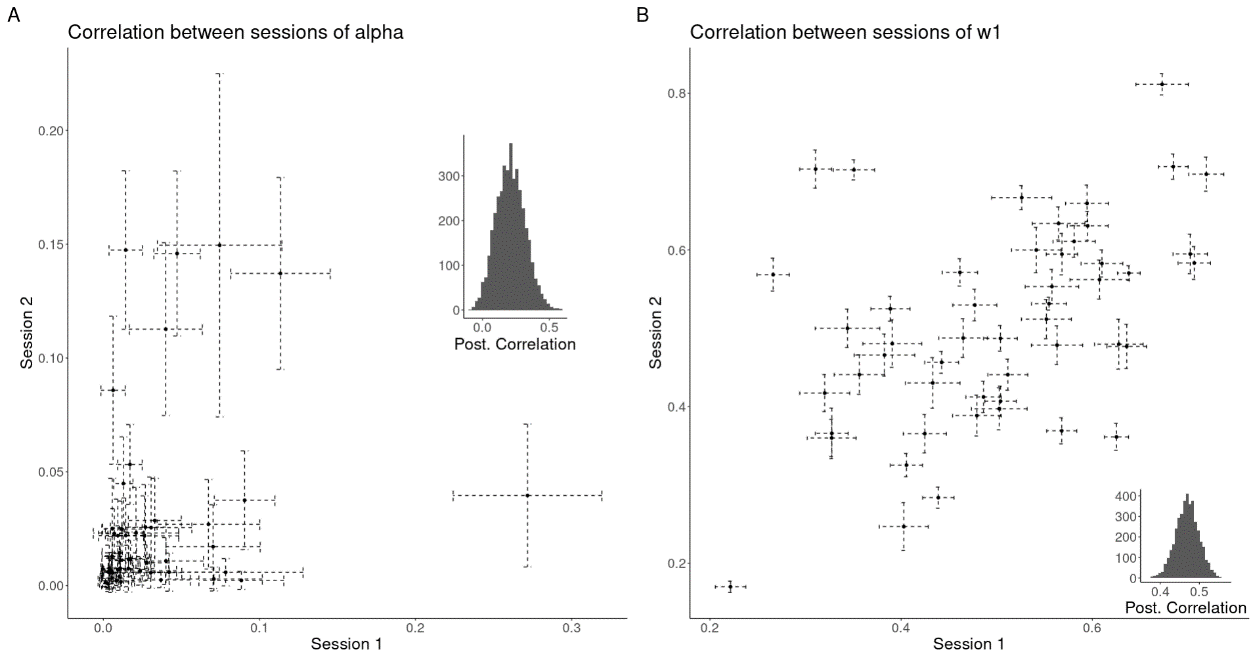 A
Correlation between sessions of alpha
0.20
0.15
0.10
0.05
0.00
Session 2
0.0
0.1
0.2
0.3
Session 1
300
200
100
0
0.0
0.5
Post. Correlation
B
Correlation between sessions of w1
0.8
0.6
0.4
0.2
Session 2
0.2
0.4
0.6
Session 1
400
300
200
100
0
0.4
0.5
Post. Correlation